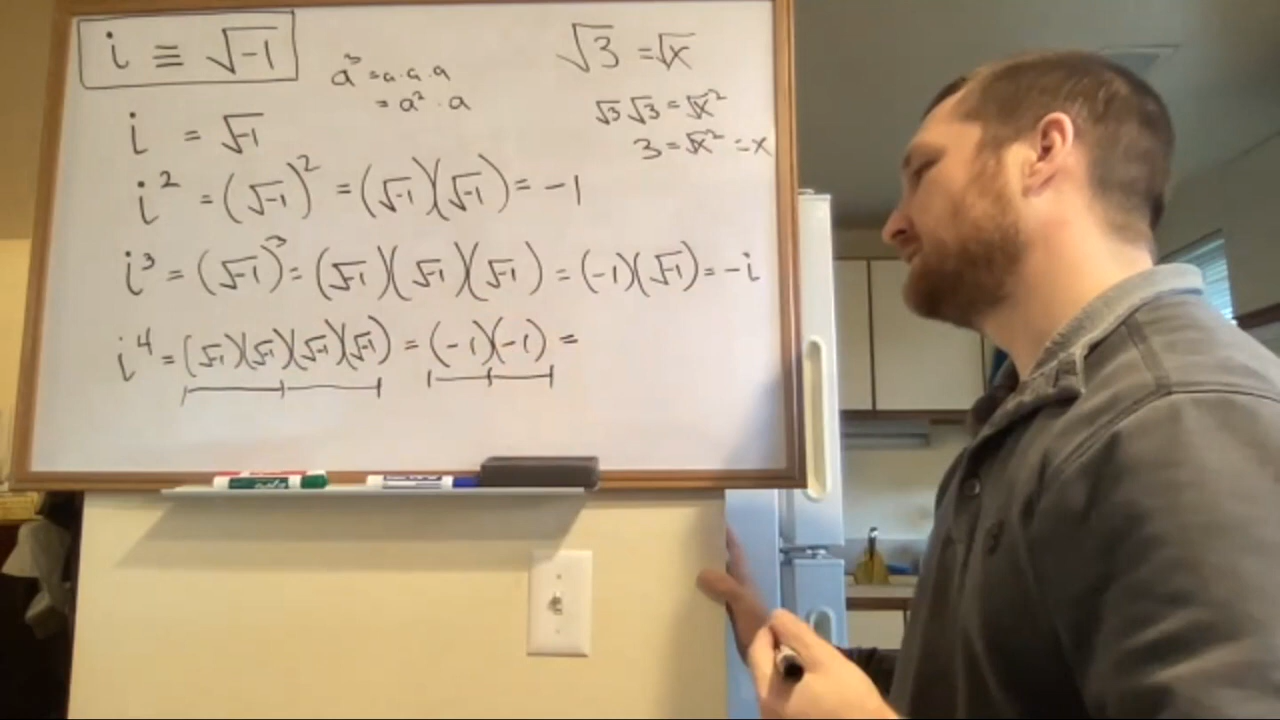 i ≡ √-1
a³ = a·a·a
= a² · a
√3 = √x
√3 √3 = √x²
3 = √x² = x
i = √-1
i² = (√-1)² = (√-1)(√-1) = -1
i³ = (√-1)³ = (√-1)(√-1)(√-1) = (-1)(√-1) = -i
i⁴ = (√-1)(√-1)(√-1)(√-1) = (-1)(-1) =